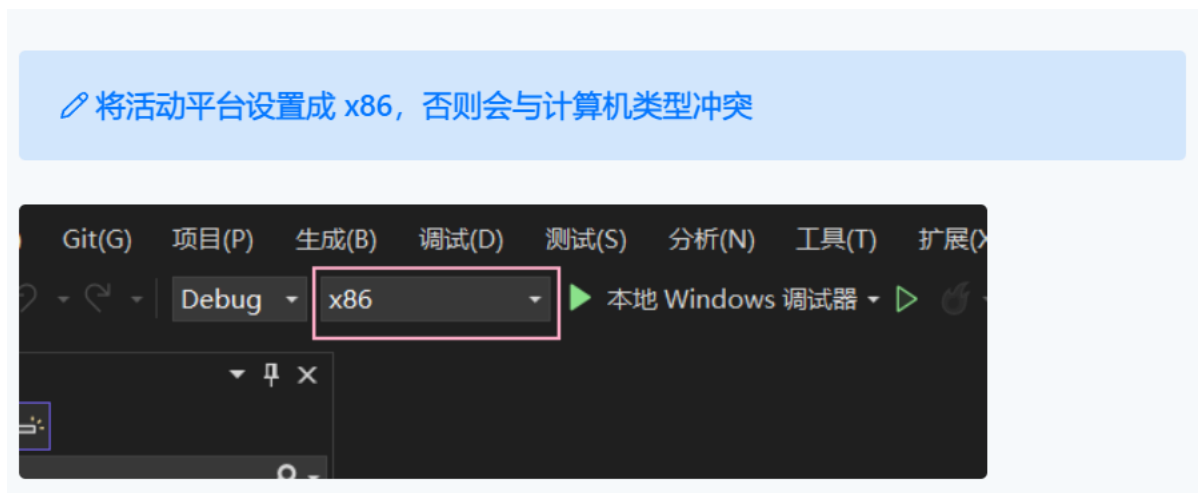 将活动平台设置成 x86，否则会与计算机类型冲突
Git(G) 项目(P) 生成(B) 调试(D) 测试(S) 分析(N) 工具(T) 扩展(X
Debug x86 本地 Windows 调试器